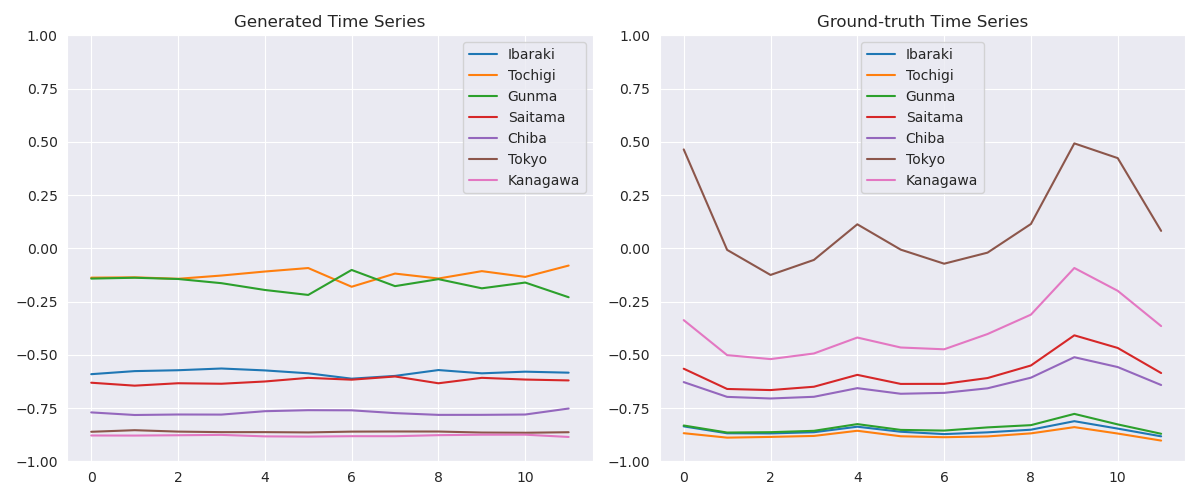 Generated Time Series
1.00
0.75
0.50
0.25
0.00
−0.25
−0.50
−0.75
−1.00
0
2
4
6
8
10
Ibaraki
Tochigi
Gunma
Saitama
Chiba
Tokyo
Kanagawa
Ground-truth Time Series
1.00
0.75
0.50
0.25
0.00
−0.25
−0.50
−0.75
−1.00
0
2
4
6
8
10
Ibaraki
Tochigi
Gunma
Saitama
Chiba
Tokyo
Kanagawa